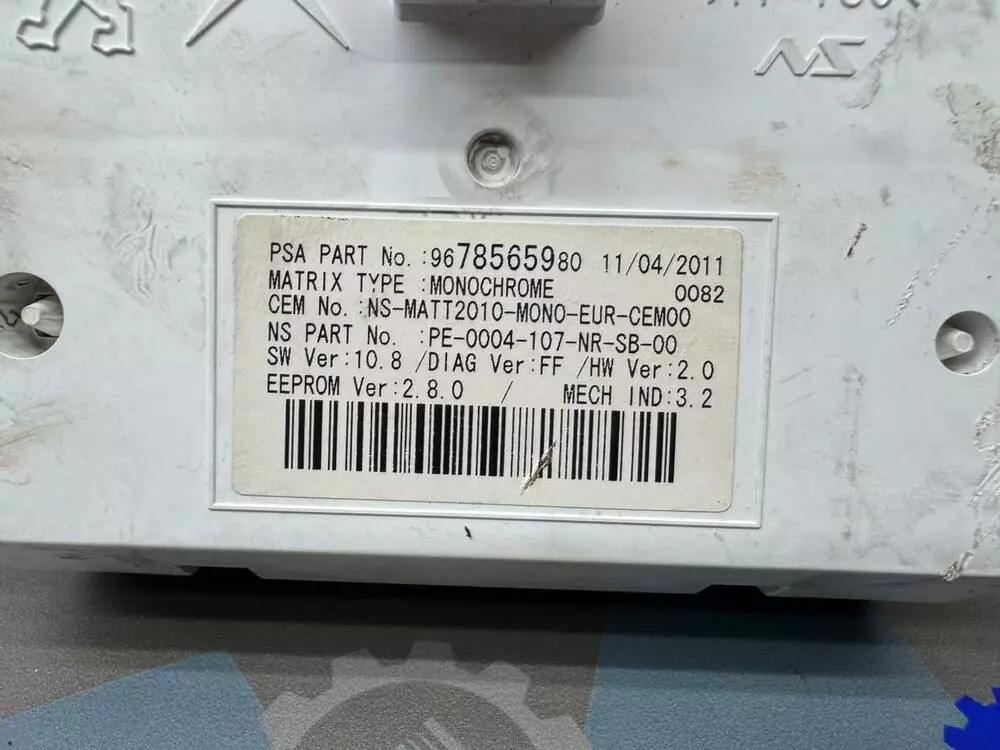 NS
PSA PART No. :9678565980 11/04/2011
MATRIX TYPE :MONOCHROME 0082
CEM No. :NS-MATT2010-MONO-EUR-CEM00
NS PART No. :PE-0004-107-NR-SB-00
SW Ver:10.8 /DIAG Ver:FF /HW Ver:2.0
EEPROM Ver:2.8.0 / MECH IND:3.2